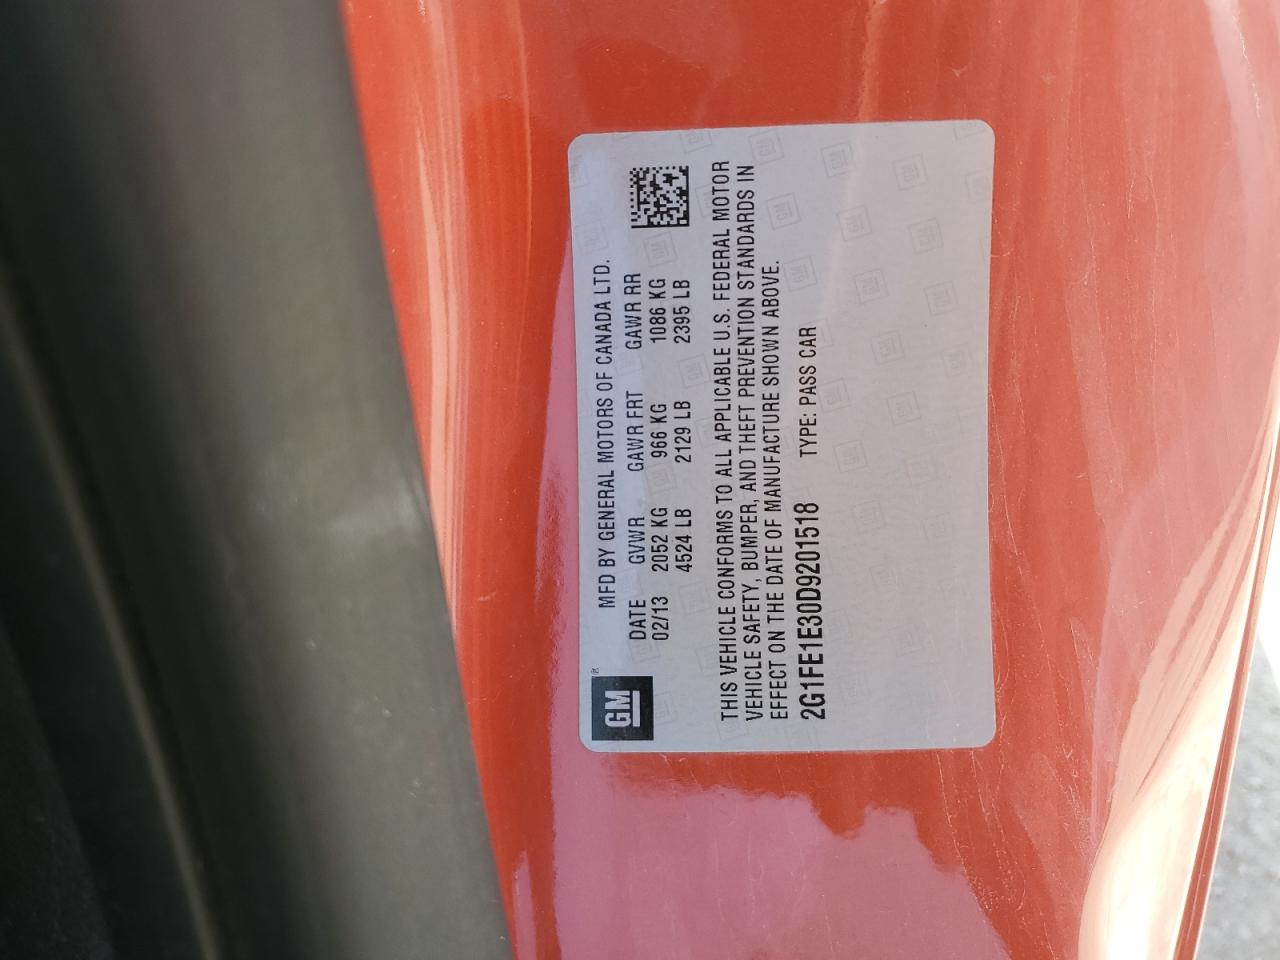 GM®
MFD BY GENERAL MOTORS OF CANADA LTD.
DATE GVWR GAWR FRT GAWR RR
02/13 2052 KG 966 KG 1086 KG
4524 LB 2129 LB 2395 LB
THIS VEHICLE CONFORMS TO ALL APPLICABLE U.S. FEDERAL MOTOR
VEHICLE SAFETY, BUMPER, AND THEFT PREVENTION STANDARDS IN
EFFECT ON THE DATE OF MANUFACTURE SHOWN ABOVE.
2G1FE1E30D9201518 TYPE: PASS CAR